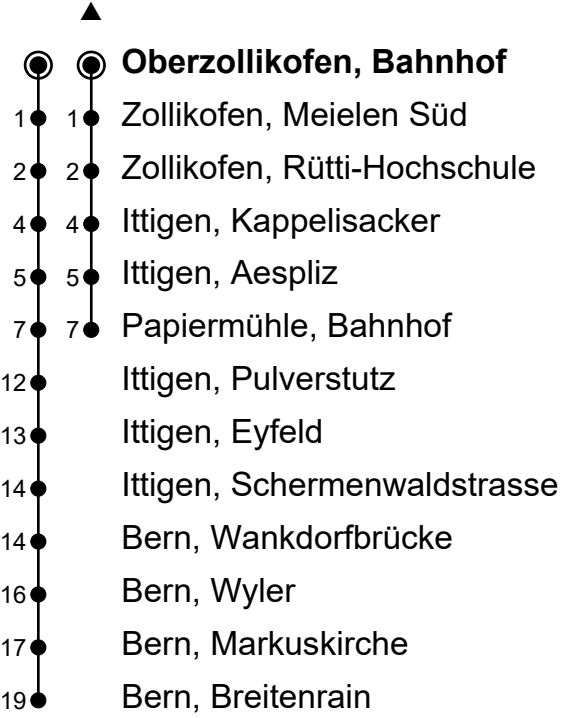 ▲
Oberzollikofen, Bahnhof
1 1 Zollikofen, Meielen Süd
2 2 Zollikofen, Rütti-Hochschule
4 4 Ittigen, Kappelisacker
5 5 Ittigen, Aespliz
7 7 Papiermühle, Bahnhof
12 Ittigen, Pulverstutz
13 Ittigen, Eyfeld
14 Ittigen, Schermenwaldstrasse
14 Bern, Wankdorfbrücke
16 Bern, Wyler
17 Bern, Markuskirche
19 Bern, Breitenrain